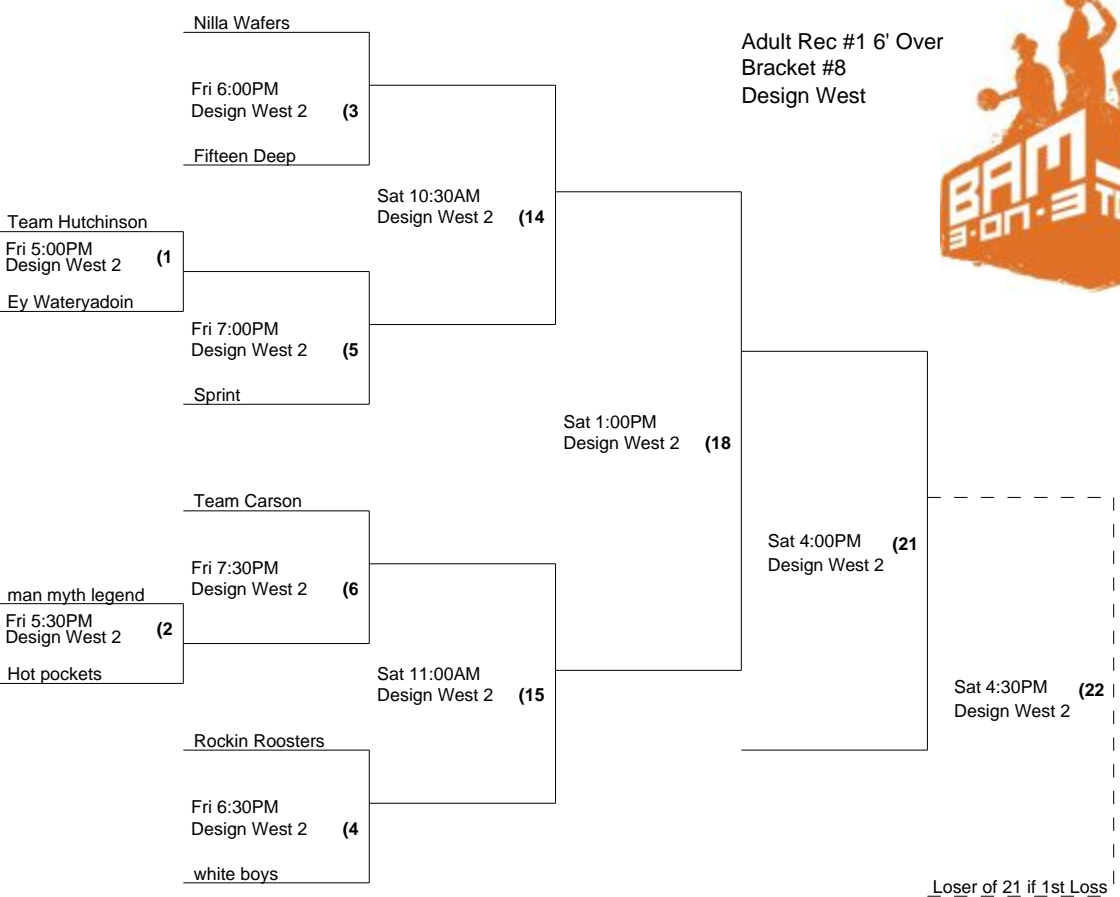 Nilla Wafers
Adult Rec #1 6' Over
Bracket #8
Design West
Fri 6:00PM
Design West 2 (3
Fifteen Deep
Sat 10:30AM
Design West 2 (14
BAM
3-on-3
Team Hutchinson
Fri 5:00PM
Design West 2 (1
Ey Wateryadoin
Fri 7:00PM
Design West 2 (5
Sprint
Sat 1:00PM
Design West 2 (18
Team Carson
Sat 4:00PM (21
Design West 2
Fri 7:30PM
Design West 2 (6
man myth legend
Fri 5:30PM
Design West 2 (2
Hot pockets
Sat 11:00AM
Design West 2 (15
Sat 4:30PM (22
Design West 2
Rockin Roosters
Fri 6:30PM
Design West 2 (4
white boys
Loser of 21 if 1st Loss